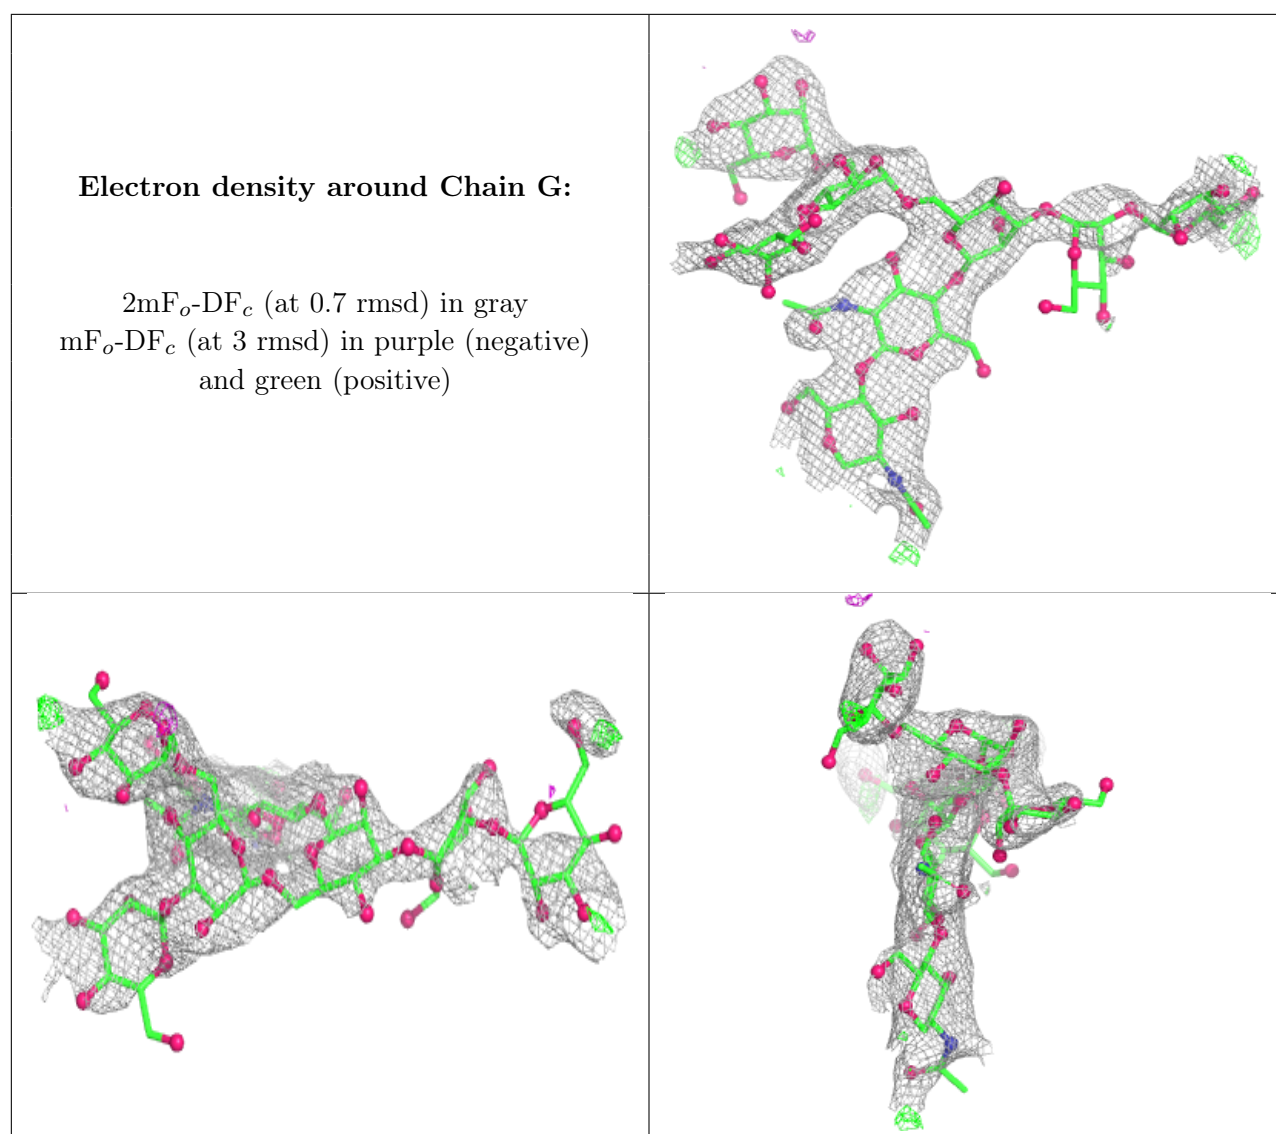 Electron density around Chain G:
2mFo-DFc (at 0.7 rmsd) in gray
mFo-DFc (at 3 rmsd) in purple (negative)
and green (positive)